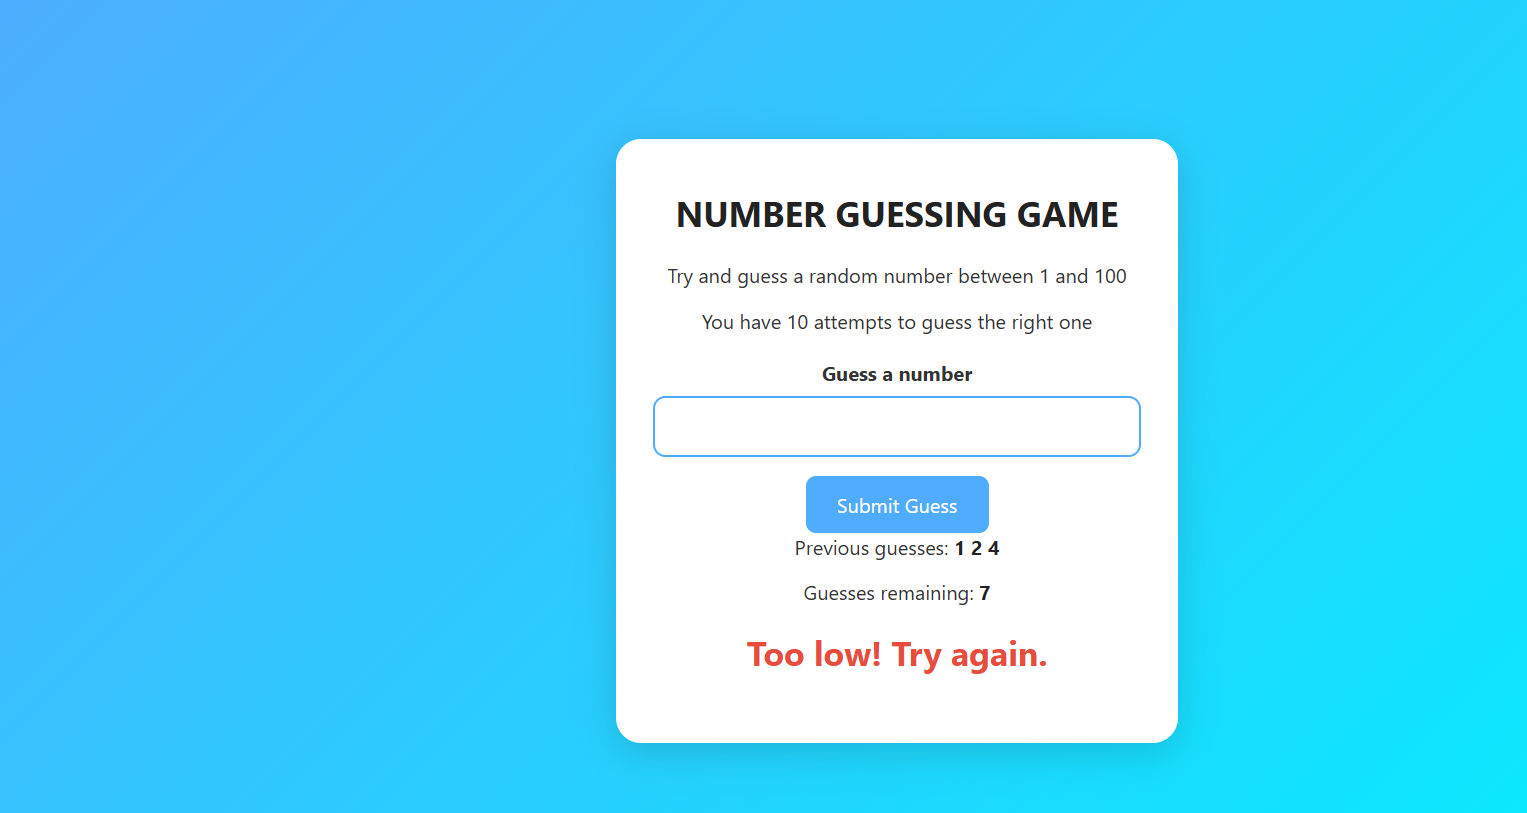 NUMBER GUESSING GAME
Try and guess a random number between 1 and 100
You have 10 attempts to guess the right one
Guess a number
Submit Guess
Previous guesses: 1 2 4
Guesses remaining: 7
Too low! Try again.